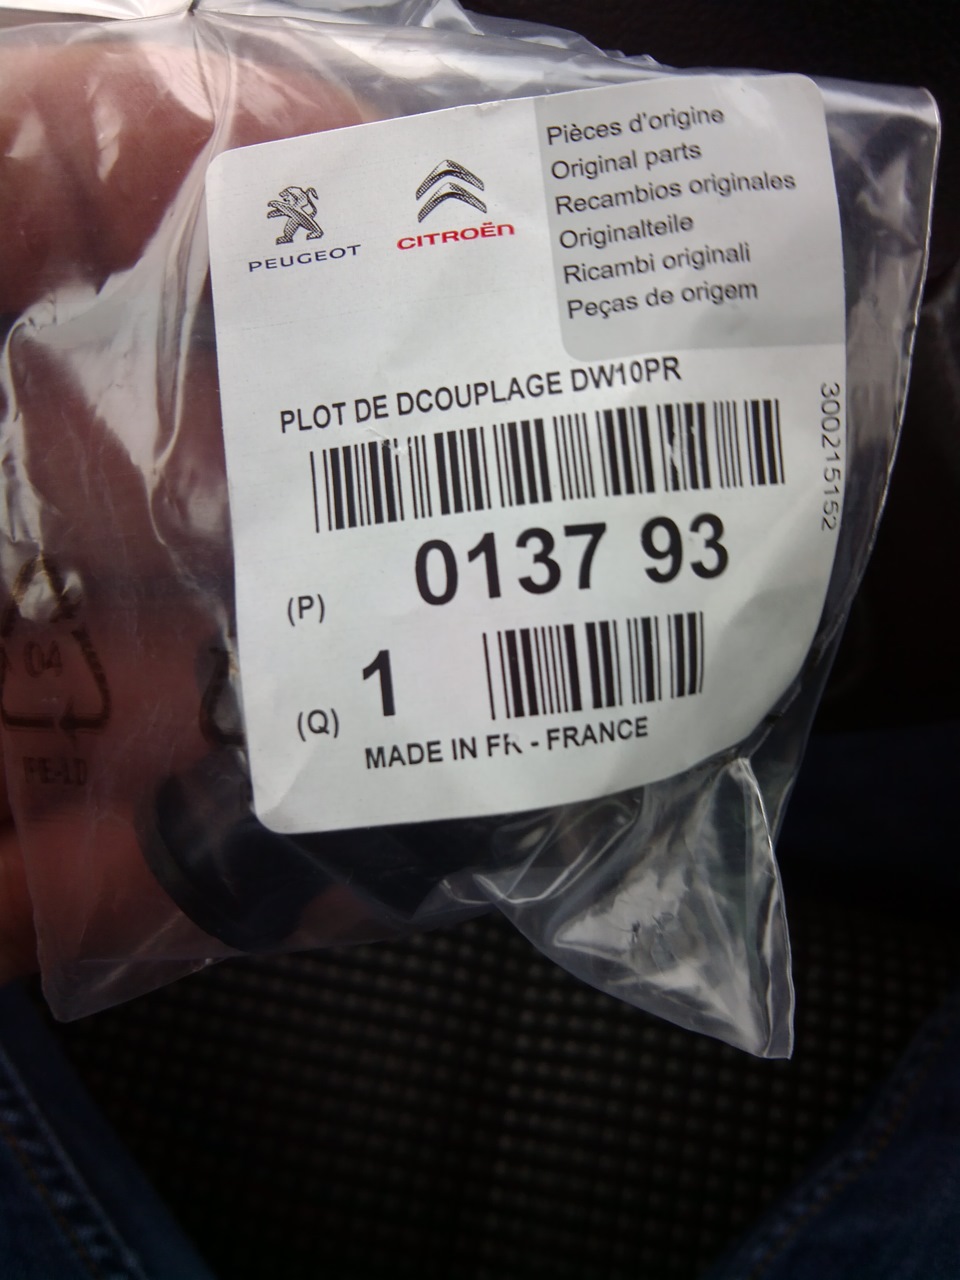 PEUGEOT
CITROËN
Pièces d'origine
Original parts
Recambios originales
Originalteile
Ricambi originali
Peças de origem
PLOT DE DCOUPLAGE DW10PR
300215152
(P) 0137 93
(Q) 1
MADE IN FR - FRANCE
04